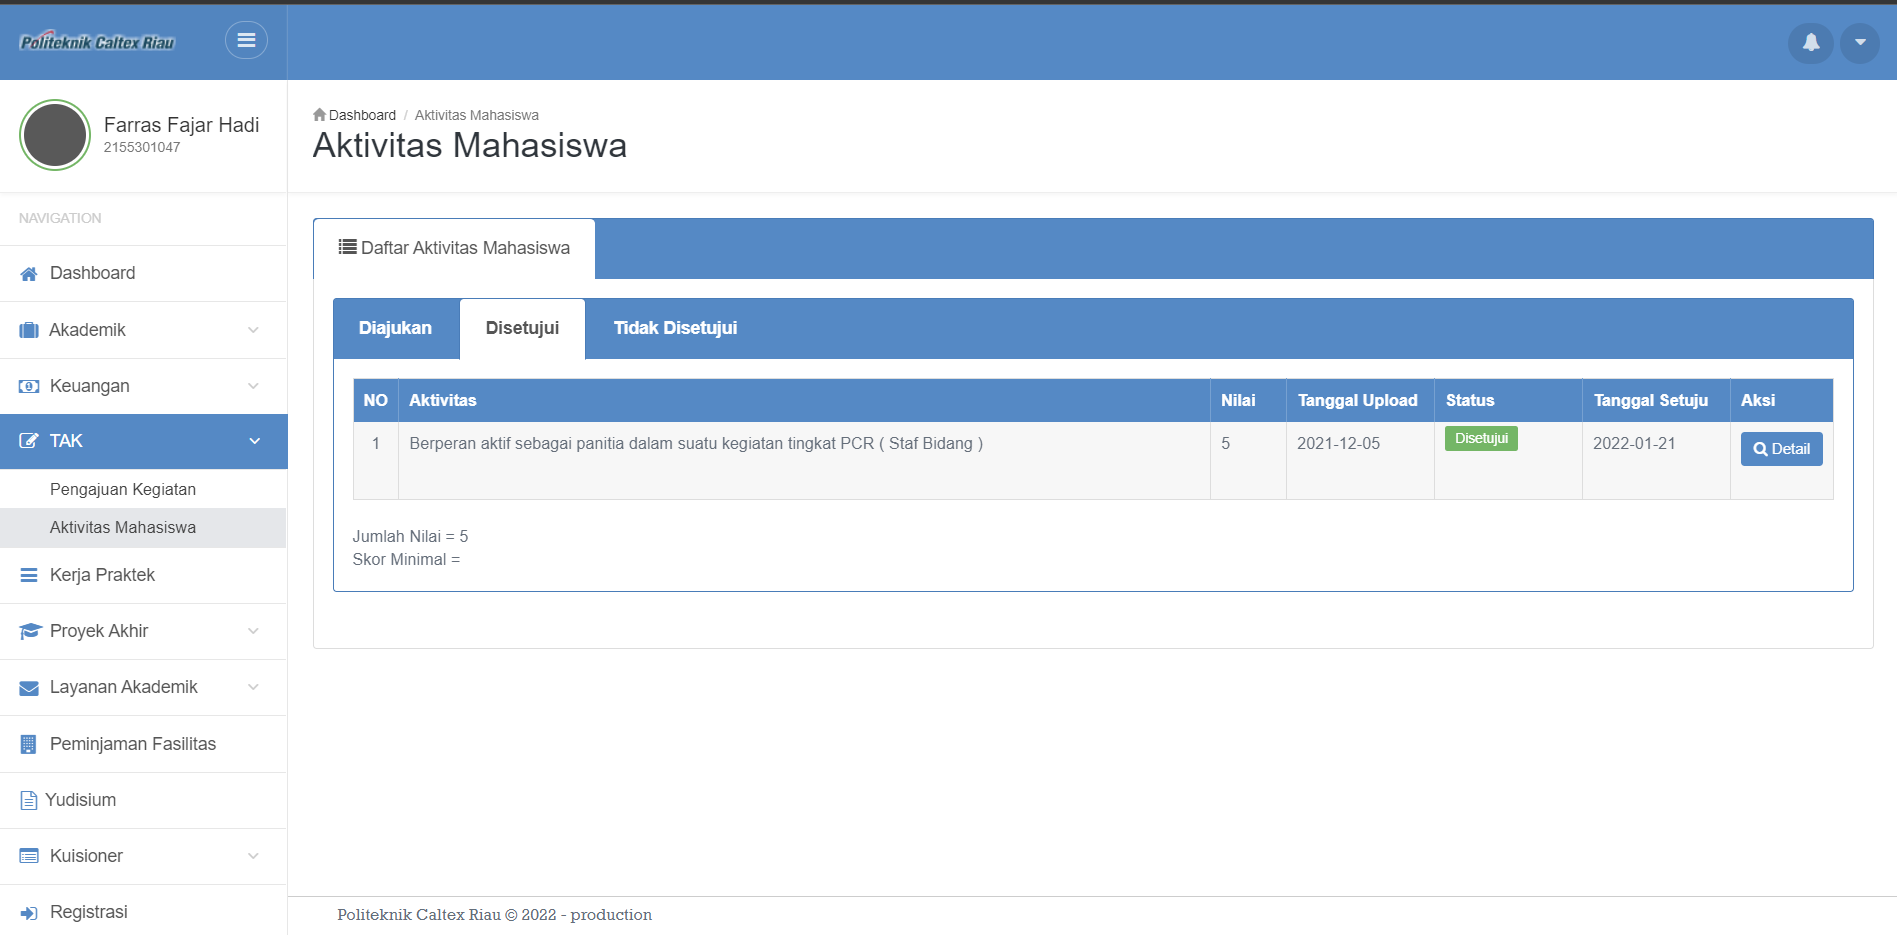 Politeknik Caltex Riau
Farras Fajar Hadi
2155301047
NAVIGATION
Dashboard
Akademik
Keuangan
TAK
Pengajuan Kegiatan
Aktivitas Mahasiswa
Kerja Praktek
Proyek Akhir
Layanan Akademik
Peminjaman Fasilitas
Yudisium
Kuisioner
Registrasi
Dashboard / Aktivitas Mahasiswa
Aktivitas Mahasiswa
Daftar Aktivitas Mahasiswa
Diajukan Disetujui Tidak Disetujui
NO Aktivitas Nilai Tanggal Upload Status Tanggal Setuju Aksi
1 Berperan aktif sebagai panitia dalam suatu kegiatan tingkat PCR ( Staf Bidang ) 5 2021-12-05 Disetujui 2022-01-21 Detail
Jumlah Nilai = 5
Skor Minimal =
Politeknik Caltex Riau © 2022 - production